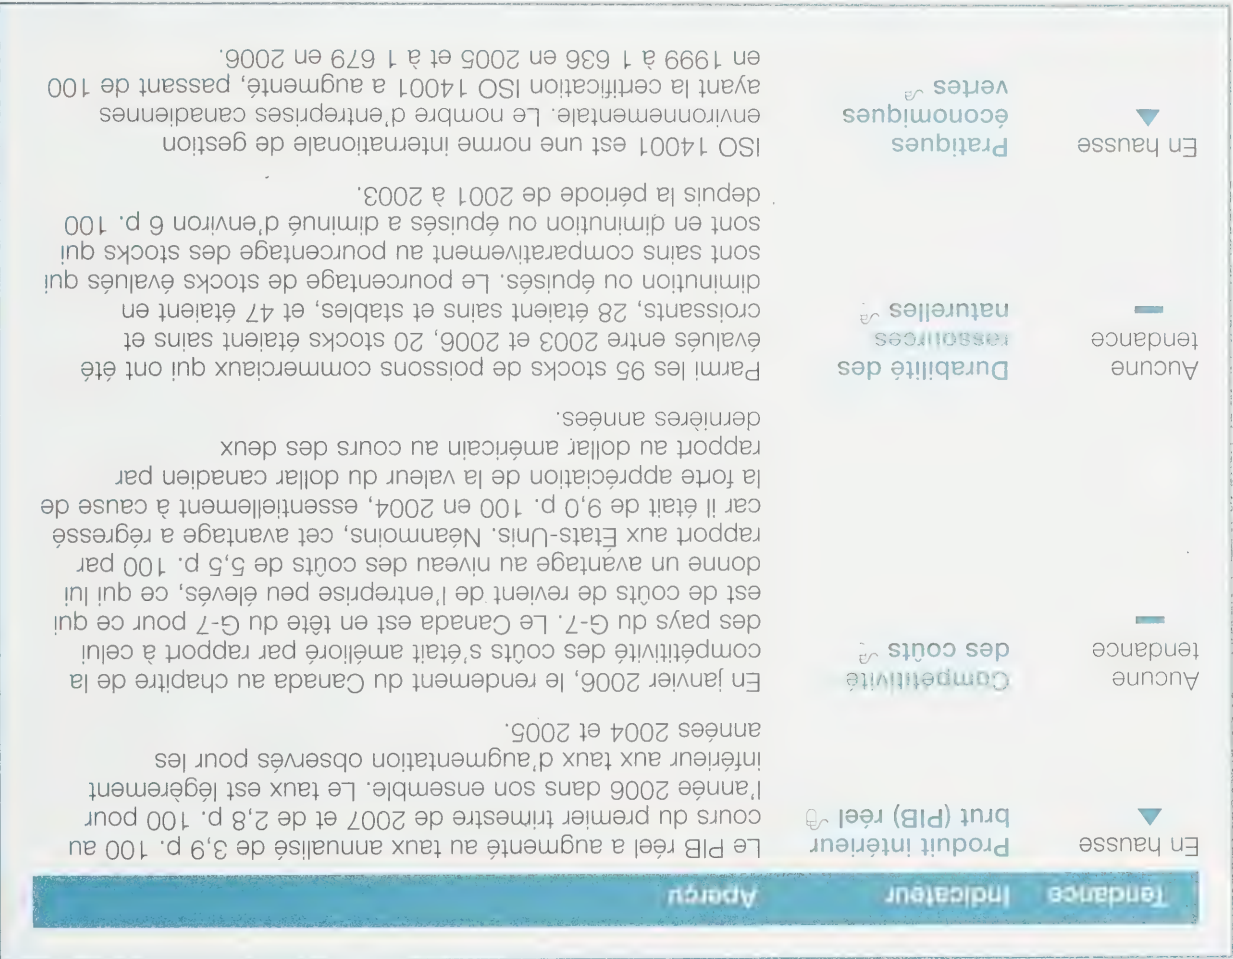 Tendance Indicateur Aperçu
En hausse
Produit intérieur
brut (PIB) réel
Le PIB réel a augmenté au taux annualisé de 3,9 p. 100 au
cours du premier trimestre de 2007 et de 2,8 p. 100 pour
l'année 2006 dans son ensemble. Le taux est légèrement
inférieur aux taux d'augmentation observés pour les
années 2004 et 2005.
Aucune
tendance
Compétitivité
des coûts
En janvier 2006, le rendement du Canada au chapitre de la
compétitivité des coûts s'était amélioré par rapport à celui
des pays du G-7. Le Canada est en tête du G-7 pour ce qui
est de coûts de revient de l'entreprise peu élevés, ce qui lui
donne un avantage au niveau des coûts de 5,5 p. 100 par
rapport aux États-Unis. Néanmoins, cet avantage a régressé
car il était de 9,0 p. 100 en 2004, essentiellement à cause de
la forte appréciation de la valeur du dollar canadien par
rapport au dollar américain au cours des deux
dernières années.
Aucune
tendance
Durabilité des
ressources
naturelles
Parmi les 95 stocks de poissons commerciaux qui ont été
évalués entre 2003 et 2006, 20 stocks étaient sains et
croissants, 28 étaient sains et stables, et 47 étaient en
diminution ou épuisés. Le pourcentage de stocks évalués qui
sont sains comparativement au pourcentage des stocks qui
sont en diminution ou épuisés a diminué d'environ 6 p. 100
depuis la période de 2001 à 2003.
En hausse
Pratiques
économiques
vertes
ISO 14001 est une norme internationale de gestion
environnementale. Le nombre d'entreprises canadiennes
ayant la certification ISO 14001 a augmenté, passant de 100
en 1999 à 1 636 en 2005 et à 1 679 en 2006.